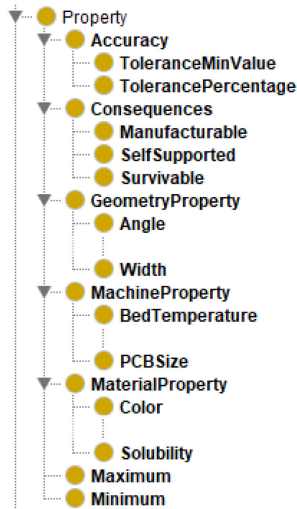 Property
Accuracy
ToleranceMinValue
TolerancePercentage
Consequences
Manufacturable
SelfSupported
Survivable
GeometryProperty
Angle
Width
MachineProperty
BedTemperature
PCBSize
MaterialProperty
Color
Solubility
Maximum
Minimum